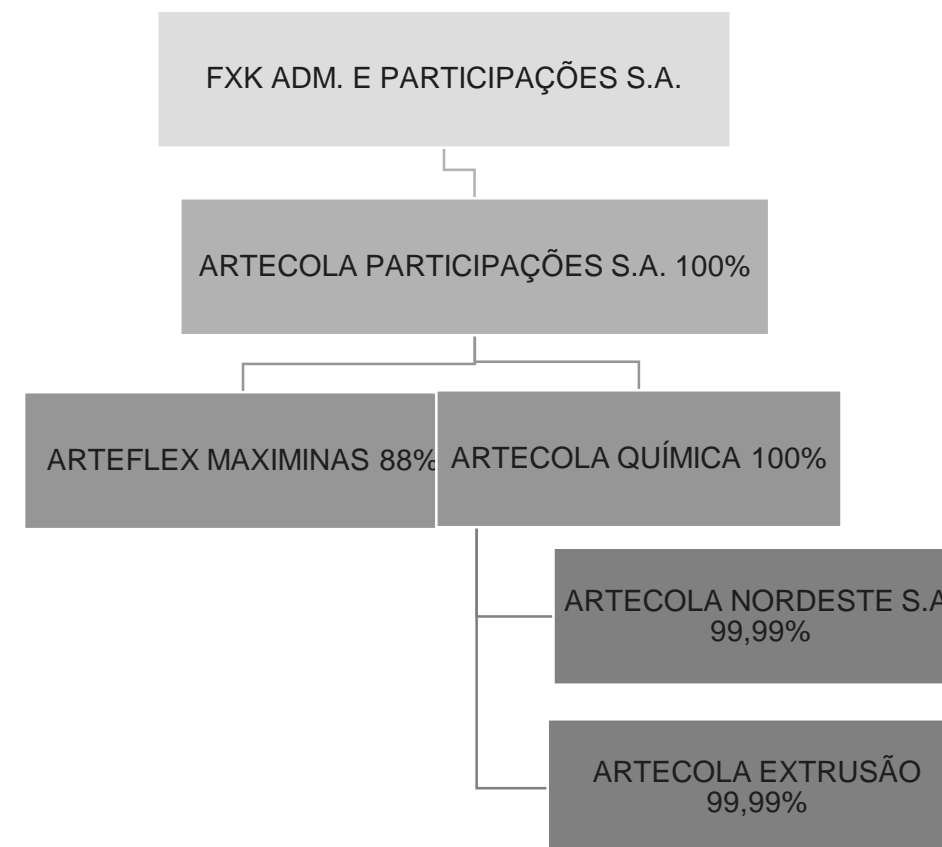 FXK ADM. E PARTICIPAÇÕES S.A.
ARTECOLA PARTICIPAÇÕES S.A. 100%
ARTEFLEX MAXIMINAS 88%
ARTECOLA QUÍMICA 100%
ARTECOLA NORDESTE S.A
99,99%
ARTECOLA EXTRUSÃO
99,99%